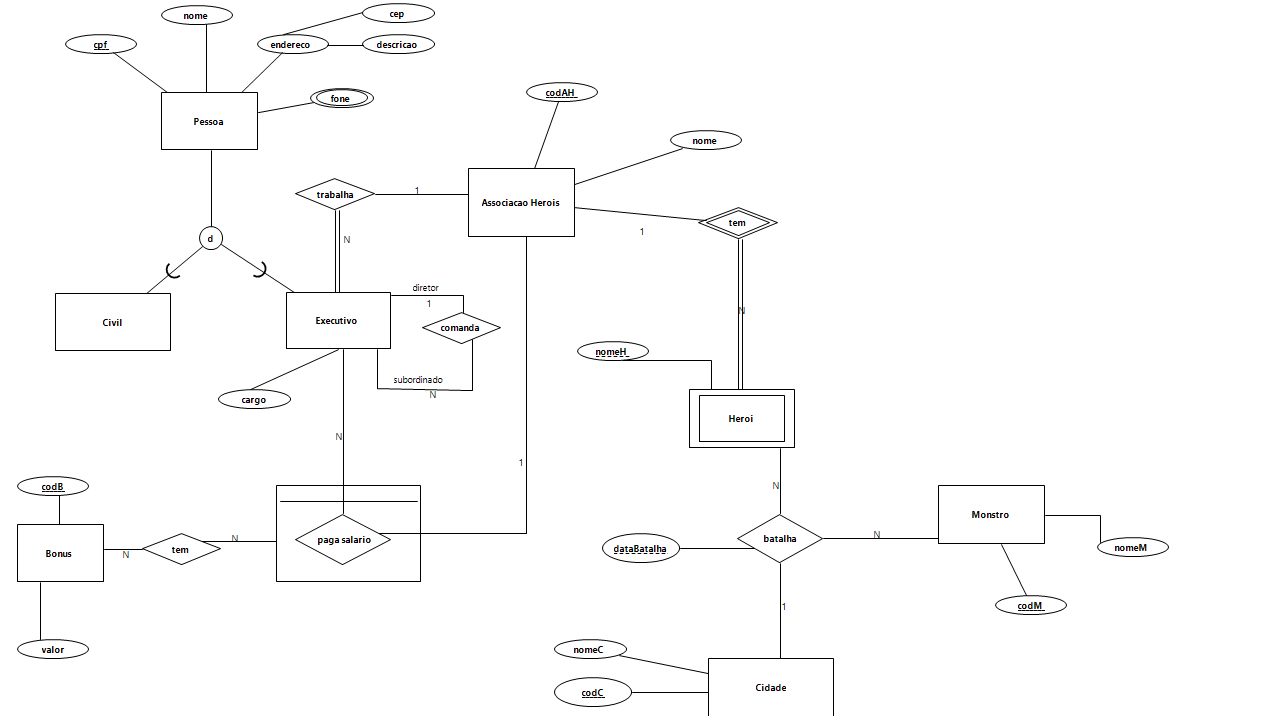 nome
cep
cpf
endereco
descricao
fone
Pessoa
codAH
nome
trabalha
1
Associacao Herois
tem
1
N
d
Civil
Executivo
diretor
1
comanda
N
nomeH
subordinado
N
cargo
Heroi
N
1
N
codB
Monstro
paga salario
batalha
N
N
Bonus
N
tem
dataBatalha
nomeM
codM
1
valor
nomeC
Cidade
codC